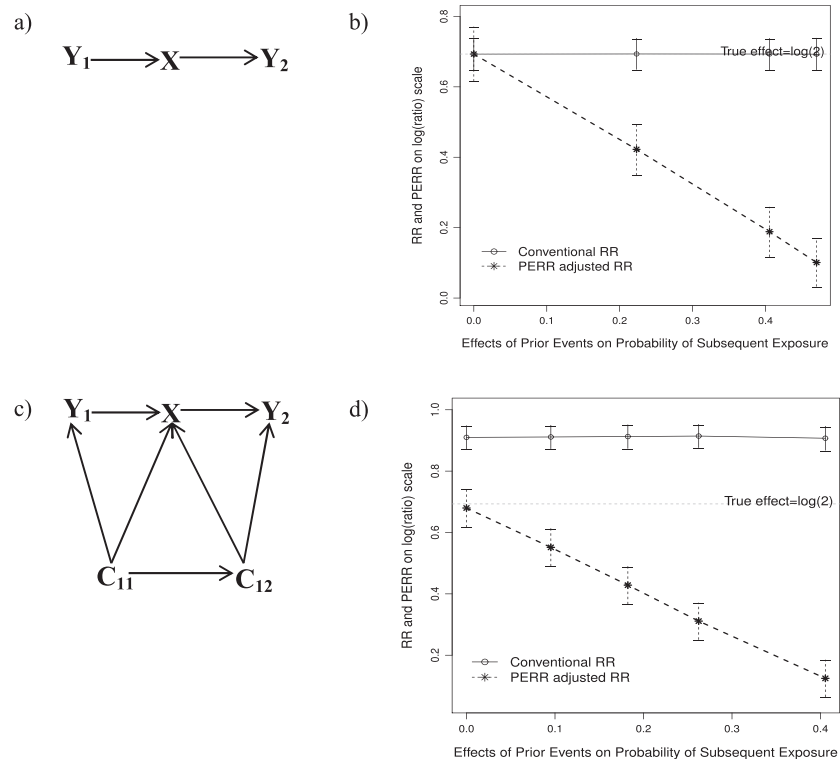 a)
Y1 X Y2
b)
RR and PERR on log(ratio) scale
0.8
0.6
0.4
0.2
0.0
True effect=log(2)
Conventional RR
PERR adjusted RR
0.0 0.1 0.2 0.3 0.4
Effects of Prior Events on Probability of Subsequent Exposure
c)
Y1 X Y2
C11 C12
d)
RR and PERR on log(ratio) scale
1.0
0.8
0.6
0.4
0.2
True effect=log(2)
Conventional RR
PERR adjusted RR
0.0 0.1 0.2 0.3 0.4
Effects of Prior Events on Probability of Subsequent Exposure